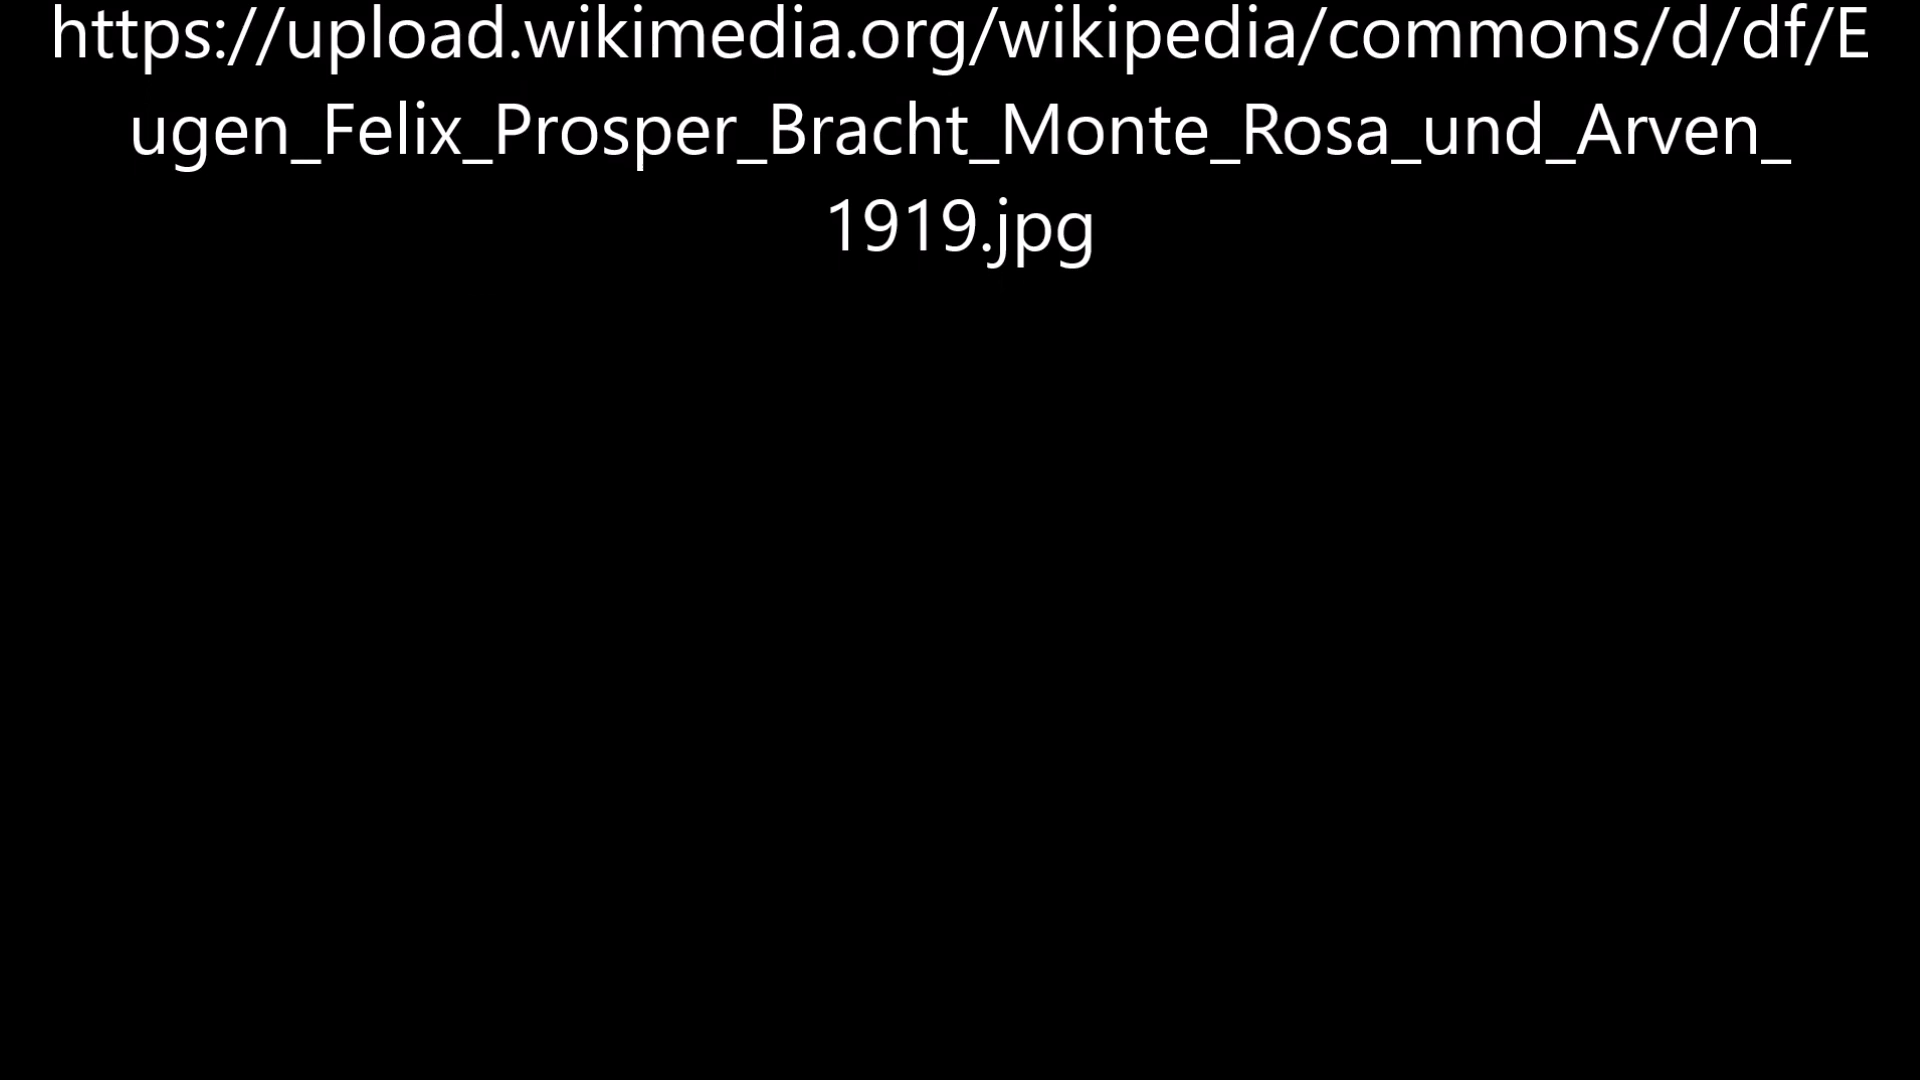 https://upload.wikimedia.org/wikipedia/commons/d/df/E
ugen_Felix_Prosper_Bracht_Monte_Rosa_und_Arven_
1919.jpg